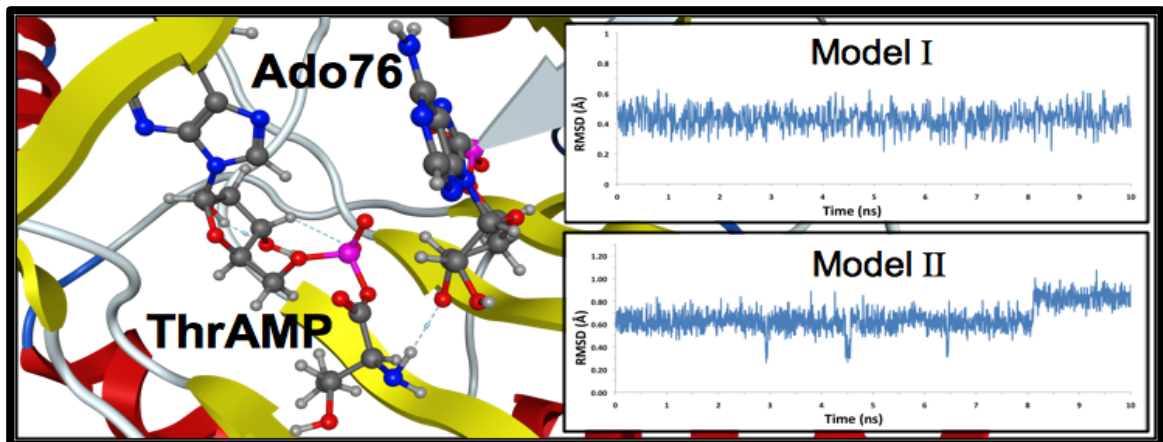 Ado76
ThrAMP
Model I
RMSD (Å)
1
0.8
0.6
0.4
0.2
0
0 1 2 3 4 5 6 7 8 9 10
Time (ns)
Model II
RMSD (Å)
1.20
1.00
0.80
0.60
0.40
0.20
0.00
0 1 2 3 4 5 6 7 8 9 10
Time (ns)